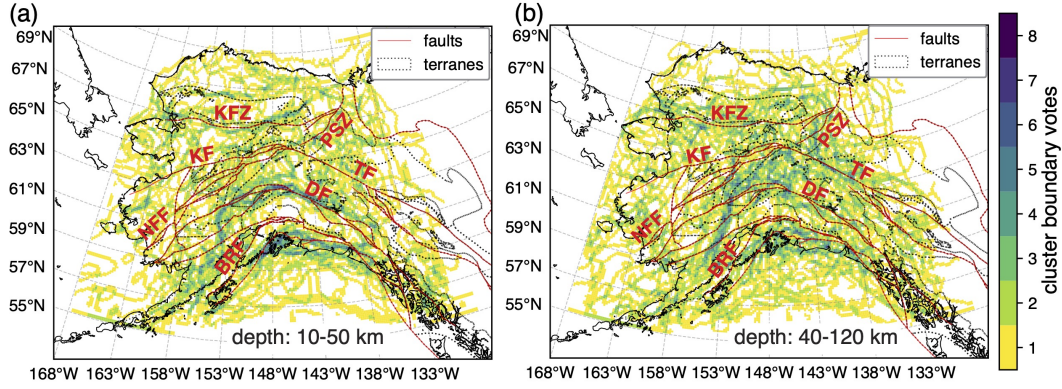 (a)
(b)
faults
terranes
faults
terranes
69°N
67°N
65°N
63°N
61°N
59°N
57°N
55°N
KFZ
PSZ
KF
TF
DF
NFF
BRF
depth: 10-50 km
168°W 163°W 158°W 153°W 148°W 143°W 138°W 133°W
69°N
67°N
65°N
63°N
61°N
59°N
57°N
55°N
KFZ
PSZ
KF
TF
DF
NFF
BRF
depth: 40-120 km
168°W 163°W 158°W 153°W 148°W 143°W 138°W 133°W
8
7
6
5
4
3
2
1
cluster boundary votes